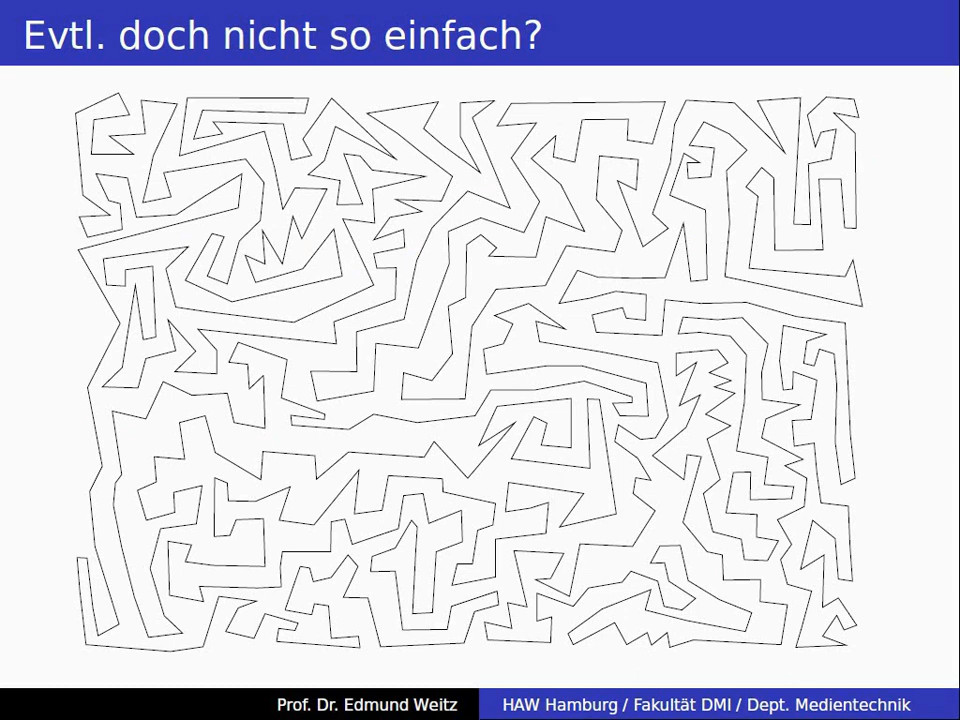 Evtl. doch nicht so einfach?
Prof. Dr. Edmund Weitz
HAW Hamburg / Fakultät DMI / Dept. Medientechnik